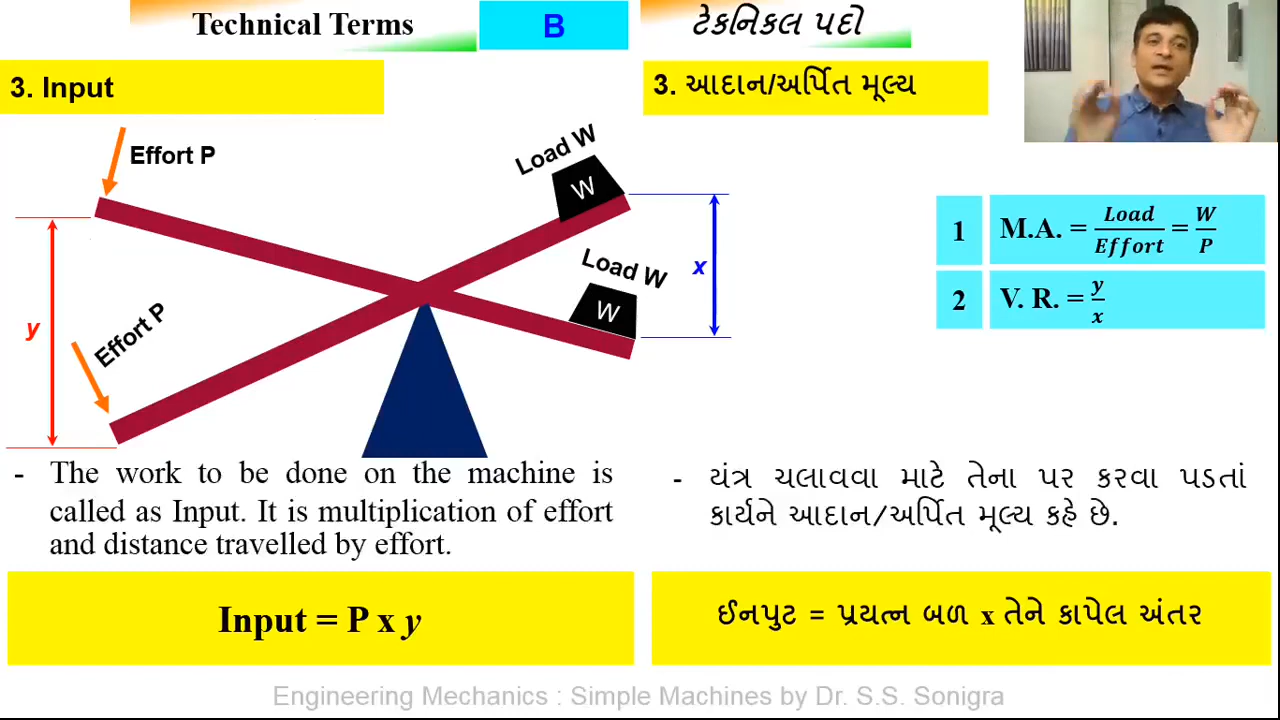 Technical Terms
B
ટેકનિકલ પદો
3. Input
3. આદાન/અર્પિત મૂલ્ય
Effort P
Load W
W
Load W
W
x
y
Effort P
1
M.A. = Load/Effort = W/P
2
V. R. = y/x
- The work to be done on the machine is
called as Input. It is multiplication of effort
and distance travelled by effort.
- યંત્ર ચલાવવા માટે તેના પર કરવા પડતાં
કાર્યને આદાન/અર્પિત મૂલ્ય કહે છે.
Input = P x y
ઈનપુટ = પ્રયત્ન બળ x તેને કાપેલ અંતર
Engineering Mechanics : Simple Machines by Dr. S.S. Sonigra